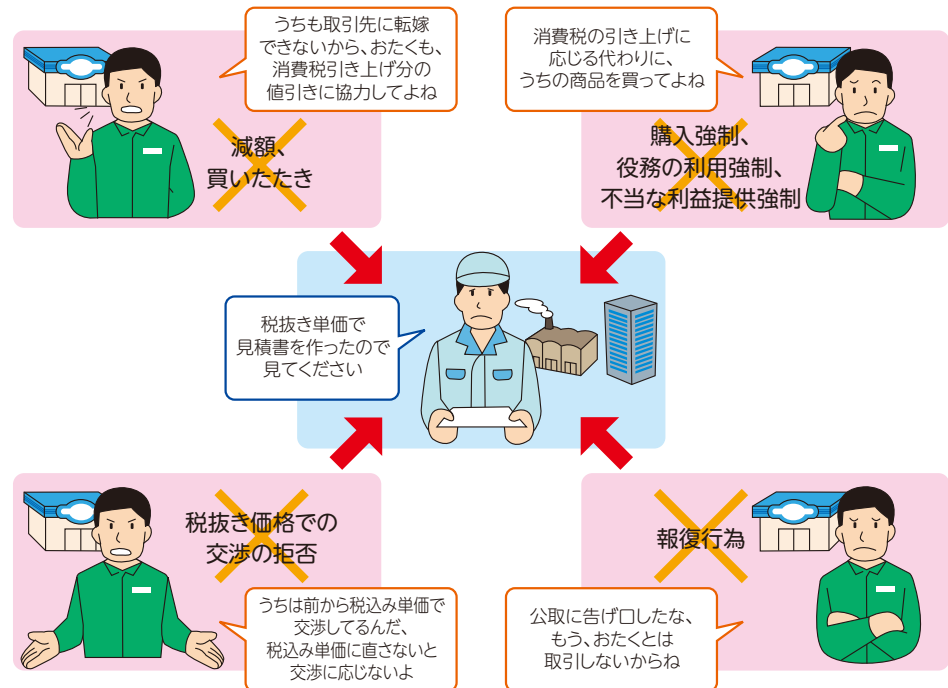 うちも取引先に転嫁
できないから、おたくも、
消費税引き上げ分の
値引きに協力してよね
減額、
買いたたき
消費税の引き上げに
応じる代わりに、
うちの商品を買ってよね
購入強制、
役務の利用強制、
不当な利益提供強制
税抜き単価で
見積書を作ったので
見てください
税抜き価格での
交渉の拒否
うちは前から税込み単価で
交渉してるんだ、
税込み単価に直さないと
交渉に応じないよ
報復行為
公取に告げ口したな、
もう、おたくとは
取引しないからね